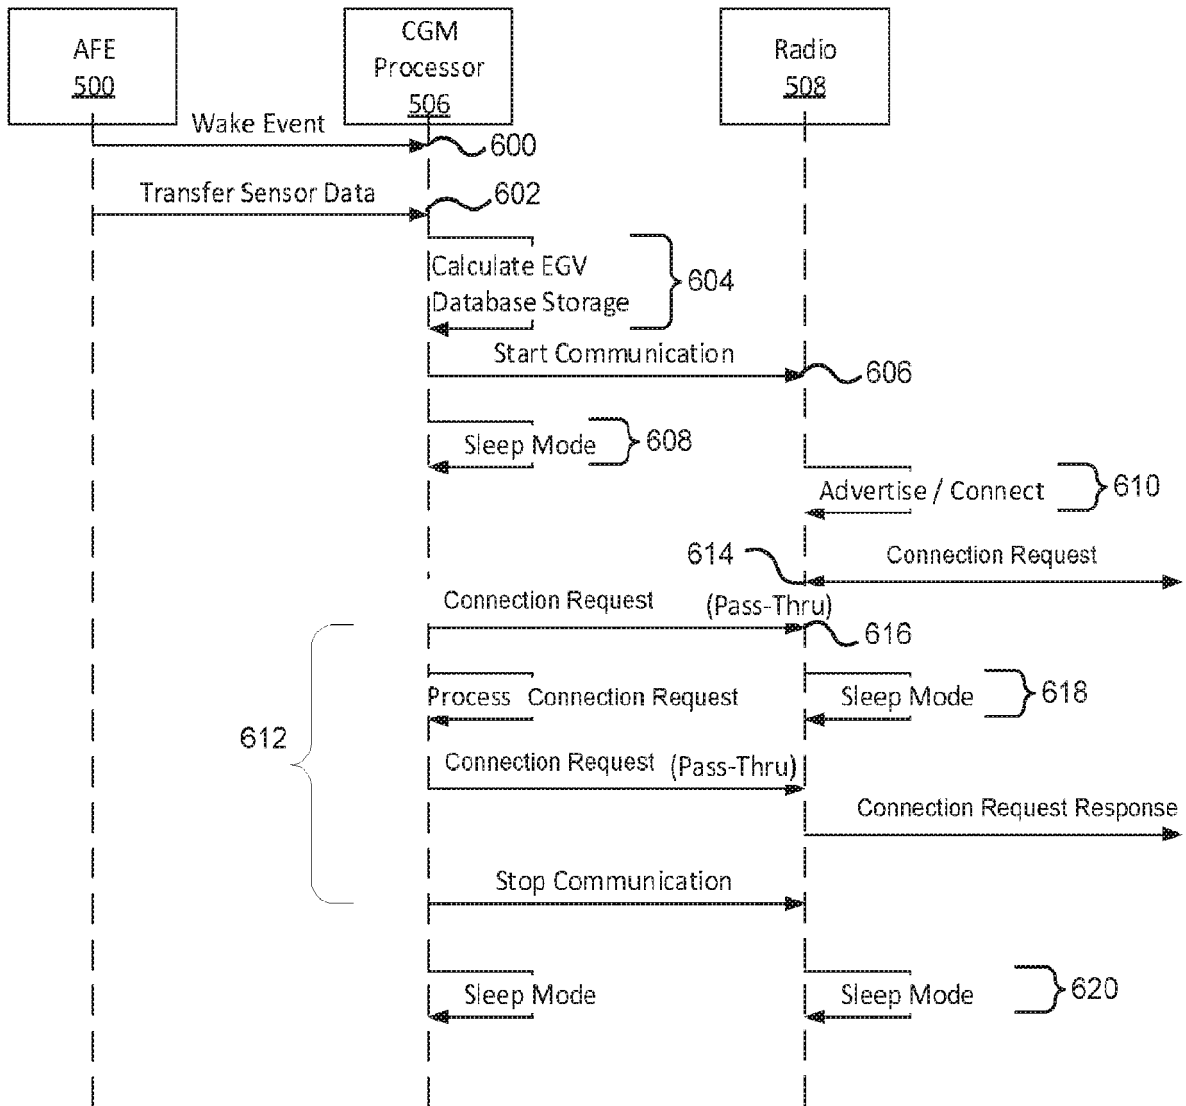 AFE
500
CGM
Processor
506
Radio
508
Wake Event
600
Transfer Sensor Data
602
Calculate EGV
Database Storage
604
Start Communication
606
Sleep Mode
608
Advertise / Connect
610
614
Connection Request
Connection Request (Pass-Thru)
616
Process Connection Request
Sleep Mode
618
612
Connection Request (Pass-Thru)
Connection Request Response
Stop Communication
Sleep Mode
Sleep Mode
620